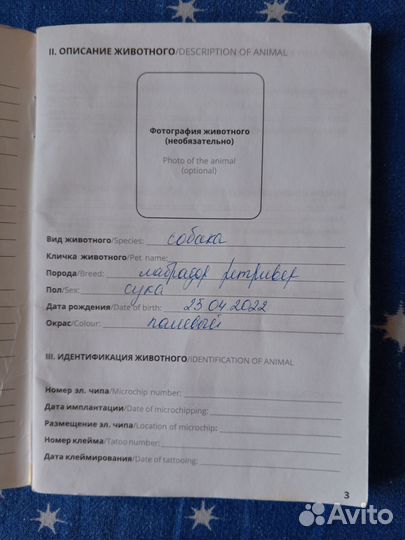 II. ОПИСАНИЕ ЖИВОТНОГО/DESCRIPTION OF ANIMAL
Фотография животного
(необязательно)
Photo of the animal
(optional)
Вид животного/Species: собака
Кличка животного/Pet name:
Порода/Breed: лабрадор ретривер
Пол/Sex: сука
Дата рождения/Date of birth: 23.04.2022
Окрас/Colour: палевый
III. ИДЕНТИФИКАЦИЯ ЖИВОТНОГО/IDENTIFICATION OF ANIMAL
Номер эл. чипа/Microchip number:
Дата имплантации/Date of microchipping:
Размещение эл. чипа/Location of microchip:
Номер клейма/Tatoo number:
Дата клеймирования/Date of tattooing:
3
Avito